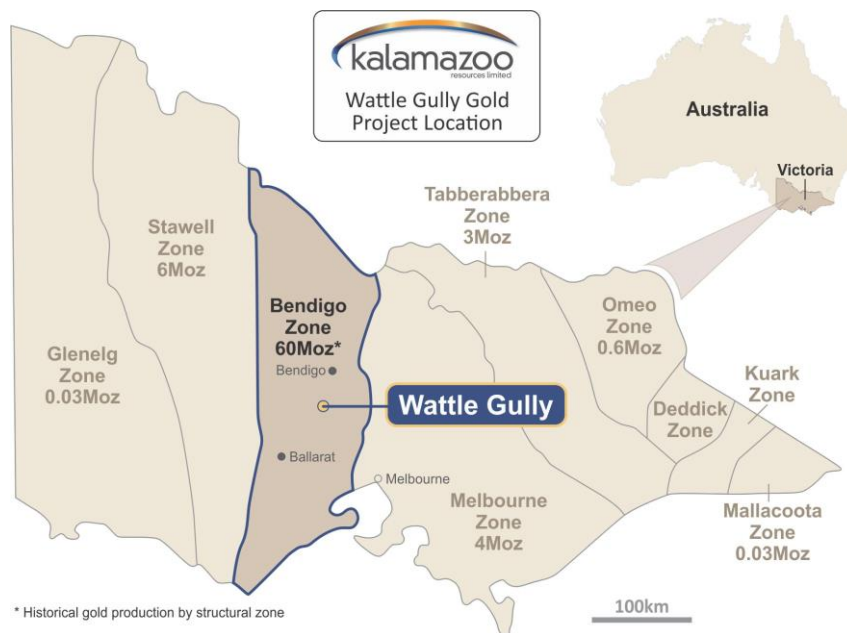 kalamazoo
resources limited
Wattle Gully Gold
Project Location
Australia
Victoria
Tabberabbera
Zone
3Moz
Stawell
Zone
6Moz
Omeo
Zone
0.6Moz
Bendigo
Zone
60Moz*
Glenelg
Zone
0.03Moz
Bendigo
Kuark
Zone
Wattle Gully
Deddick
Zone
Ballarat
Melbourne
Melbourne
Zone
4Moz
Mallacoota
Zone
0.03Moz
* Historical gold production by structural zone
100km